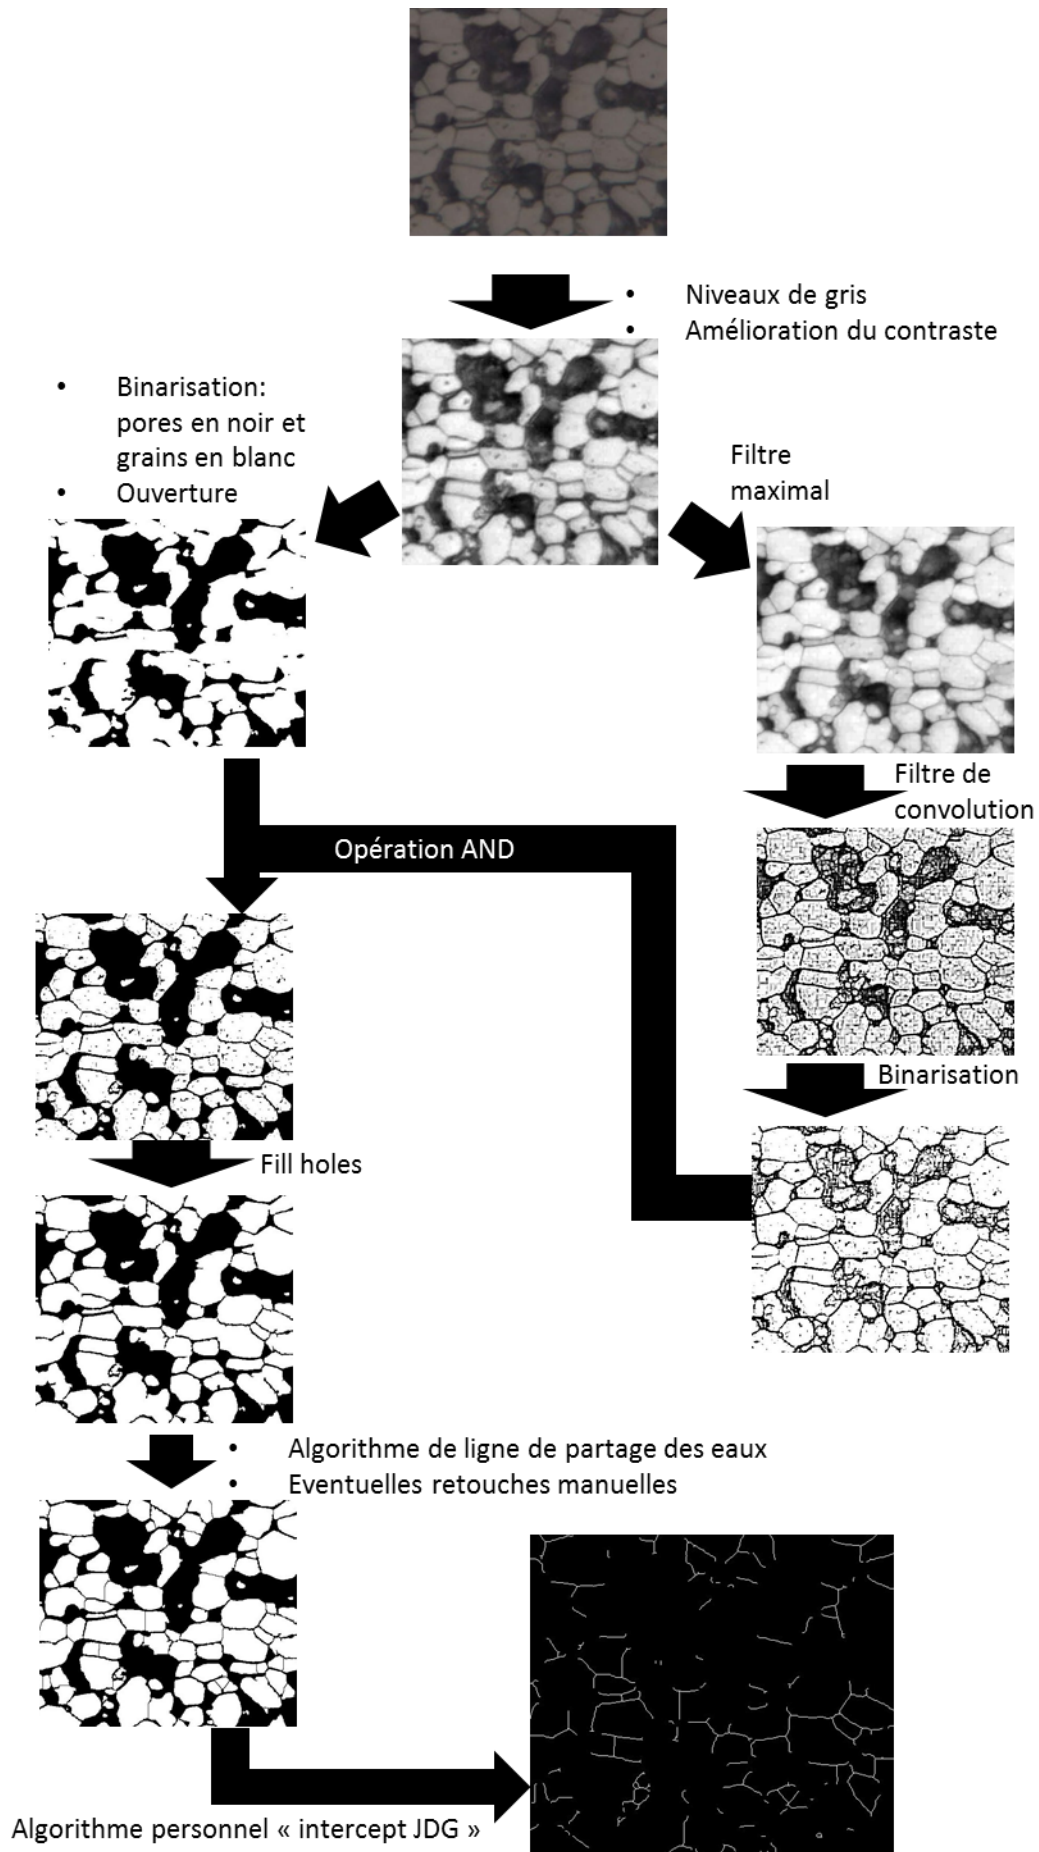 • Niveaux de gris
• Amélioration du contraste
• Binarisation:
pores en noir et
grains en blanc
• Ouverture
Filtre
maximal
Filtre de
convolution
Opération AND
Binarisation
Fill holes
• Algorithme de ligne de partage des eaux
• Eventuelles retouches manuelles
Algorithme personnel « intercept JDG »